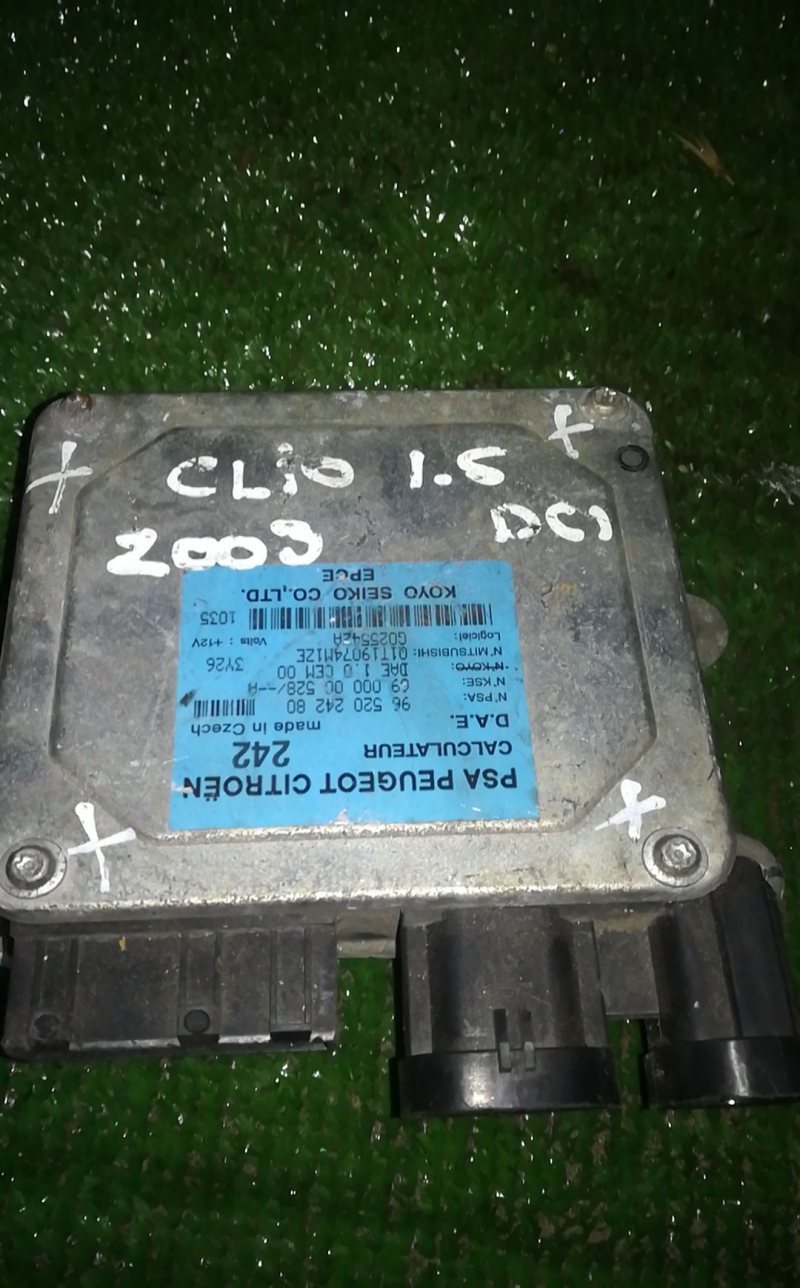 CLiO 1.5
DCI
2003
PSA PEUGEOT CITROËN
CALCULATEUR 242
D.A.E. made in Czech
N°PSA: 96 520 242 80
N°KSE: C9 000 00 528/--A
N°KOYO: DAE 1.0 CEM 00 3Y26
N°MITSUBISHI: Q1T19074M1ZE
Logiciel: G025542A Volts : +12V
1035
KOYO SEIKO CO.,LTD.
EPCE